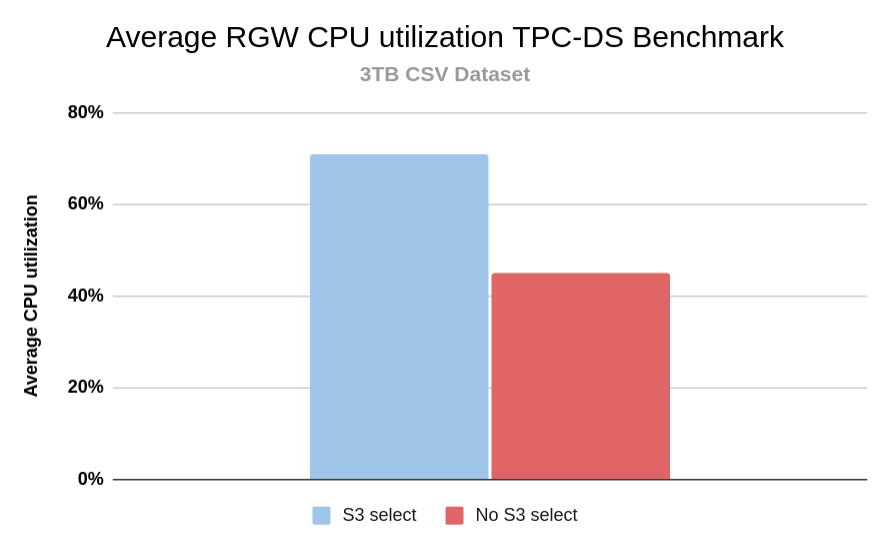 Average RGW CPU utilization TPC-DS Benchmark
3TB CSV Dataset
Average CPU utilization
80%
60%
40%
20%
0%
S3 select
No S3 select